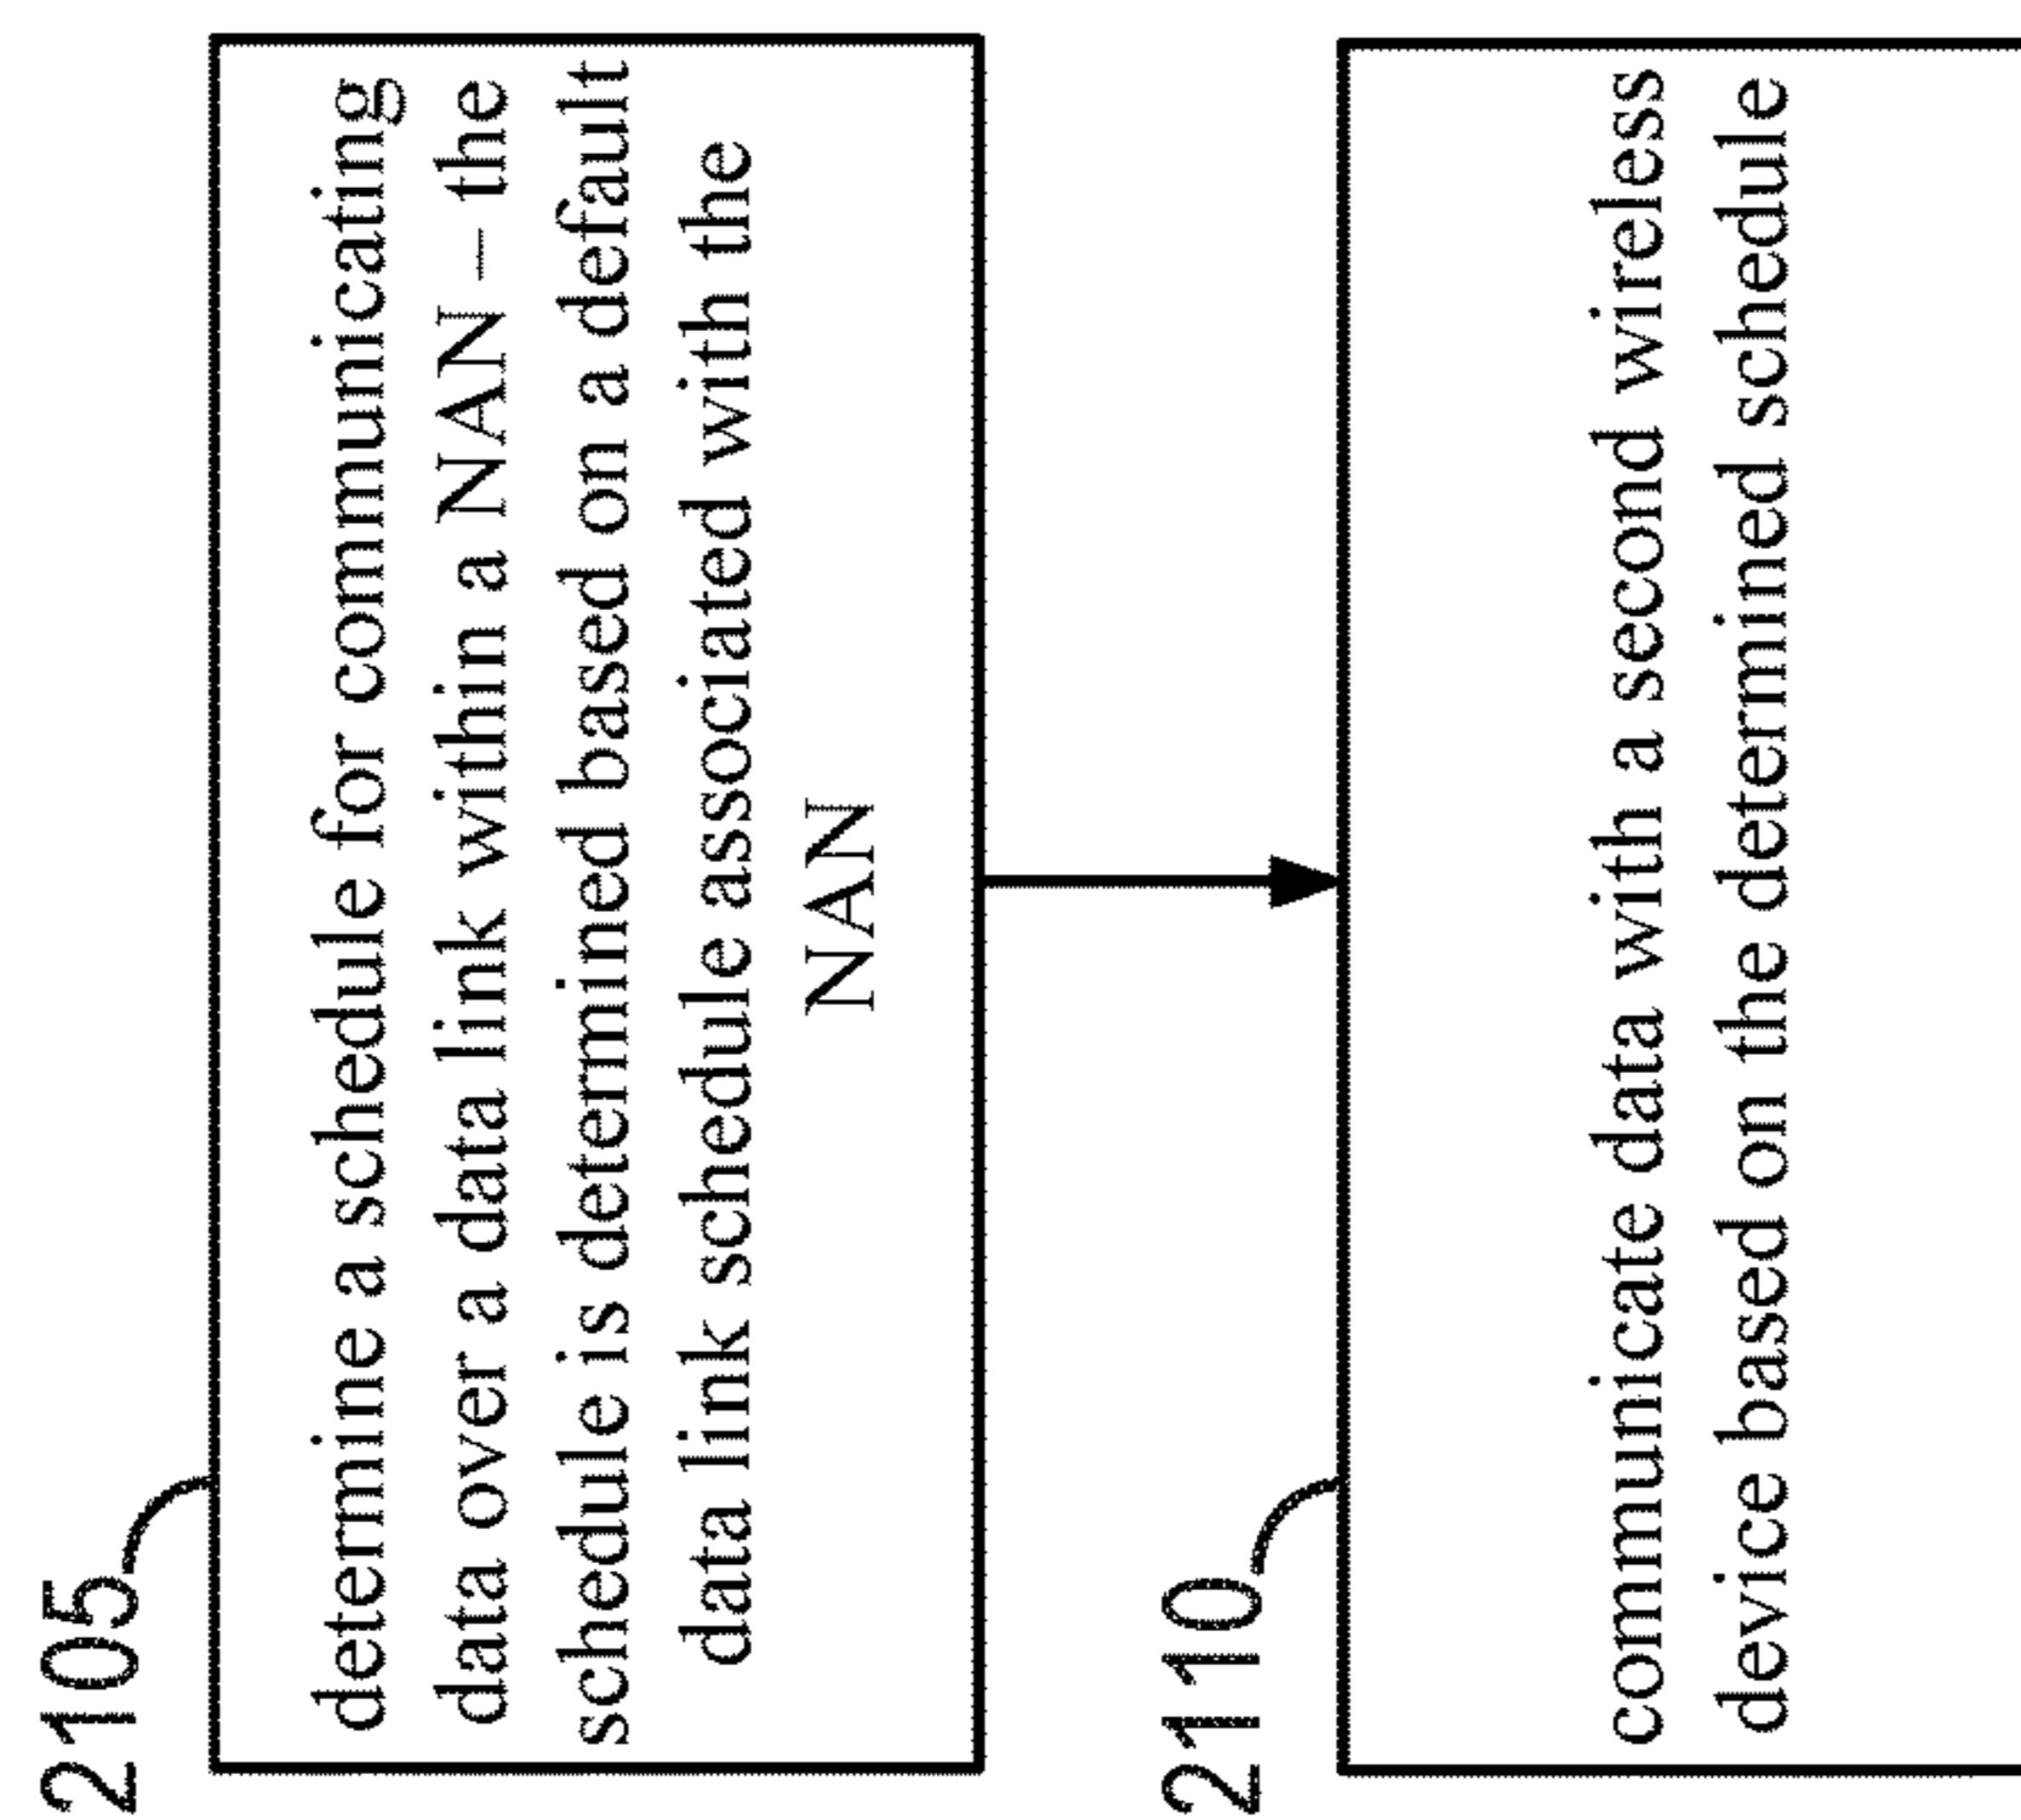 2105
determine a schedule for communicating
data over a data link within a NAN – the
schedule is determined based on a default
data link schedule associated with the
NAN
2110
communicate data with a second wireless
device based on the determined schedule